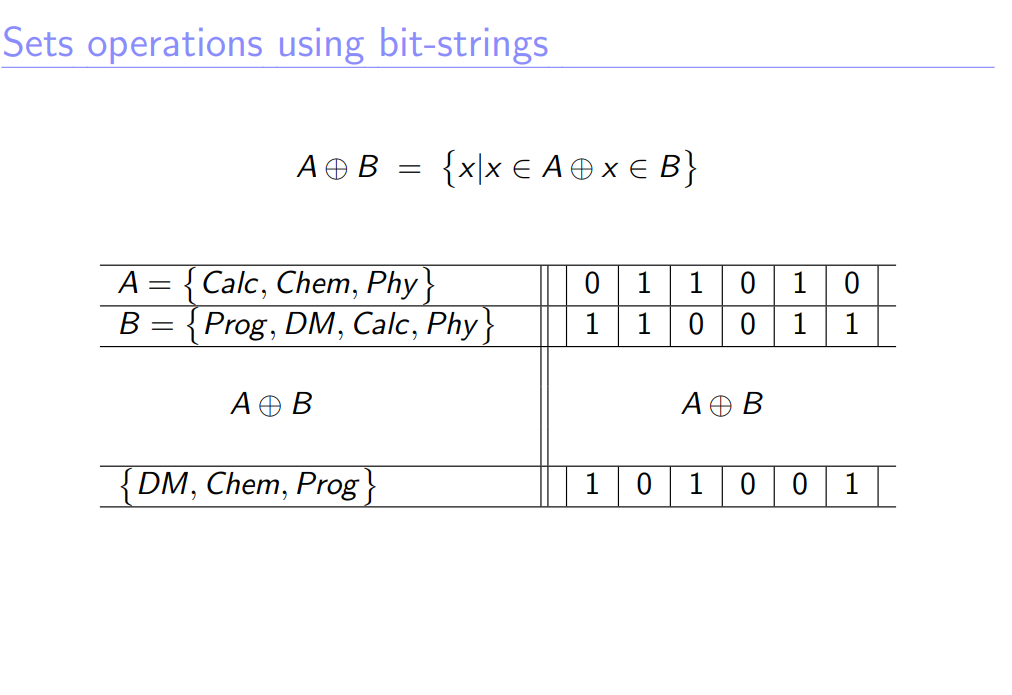 Sets operations using bit-strings
A ⊕ B = {x|x ∈ A ⊕ x ∈ B}
A = {Calc, Chem, Phy} 0 1 1 0 1 0
B = {Prog, DM, Calc, Phy} 1 1 0 0 1 1
A ⊕ B A ⊕ B
{DM, Chem, Prog} 1 0 1 0 0 1